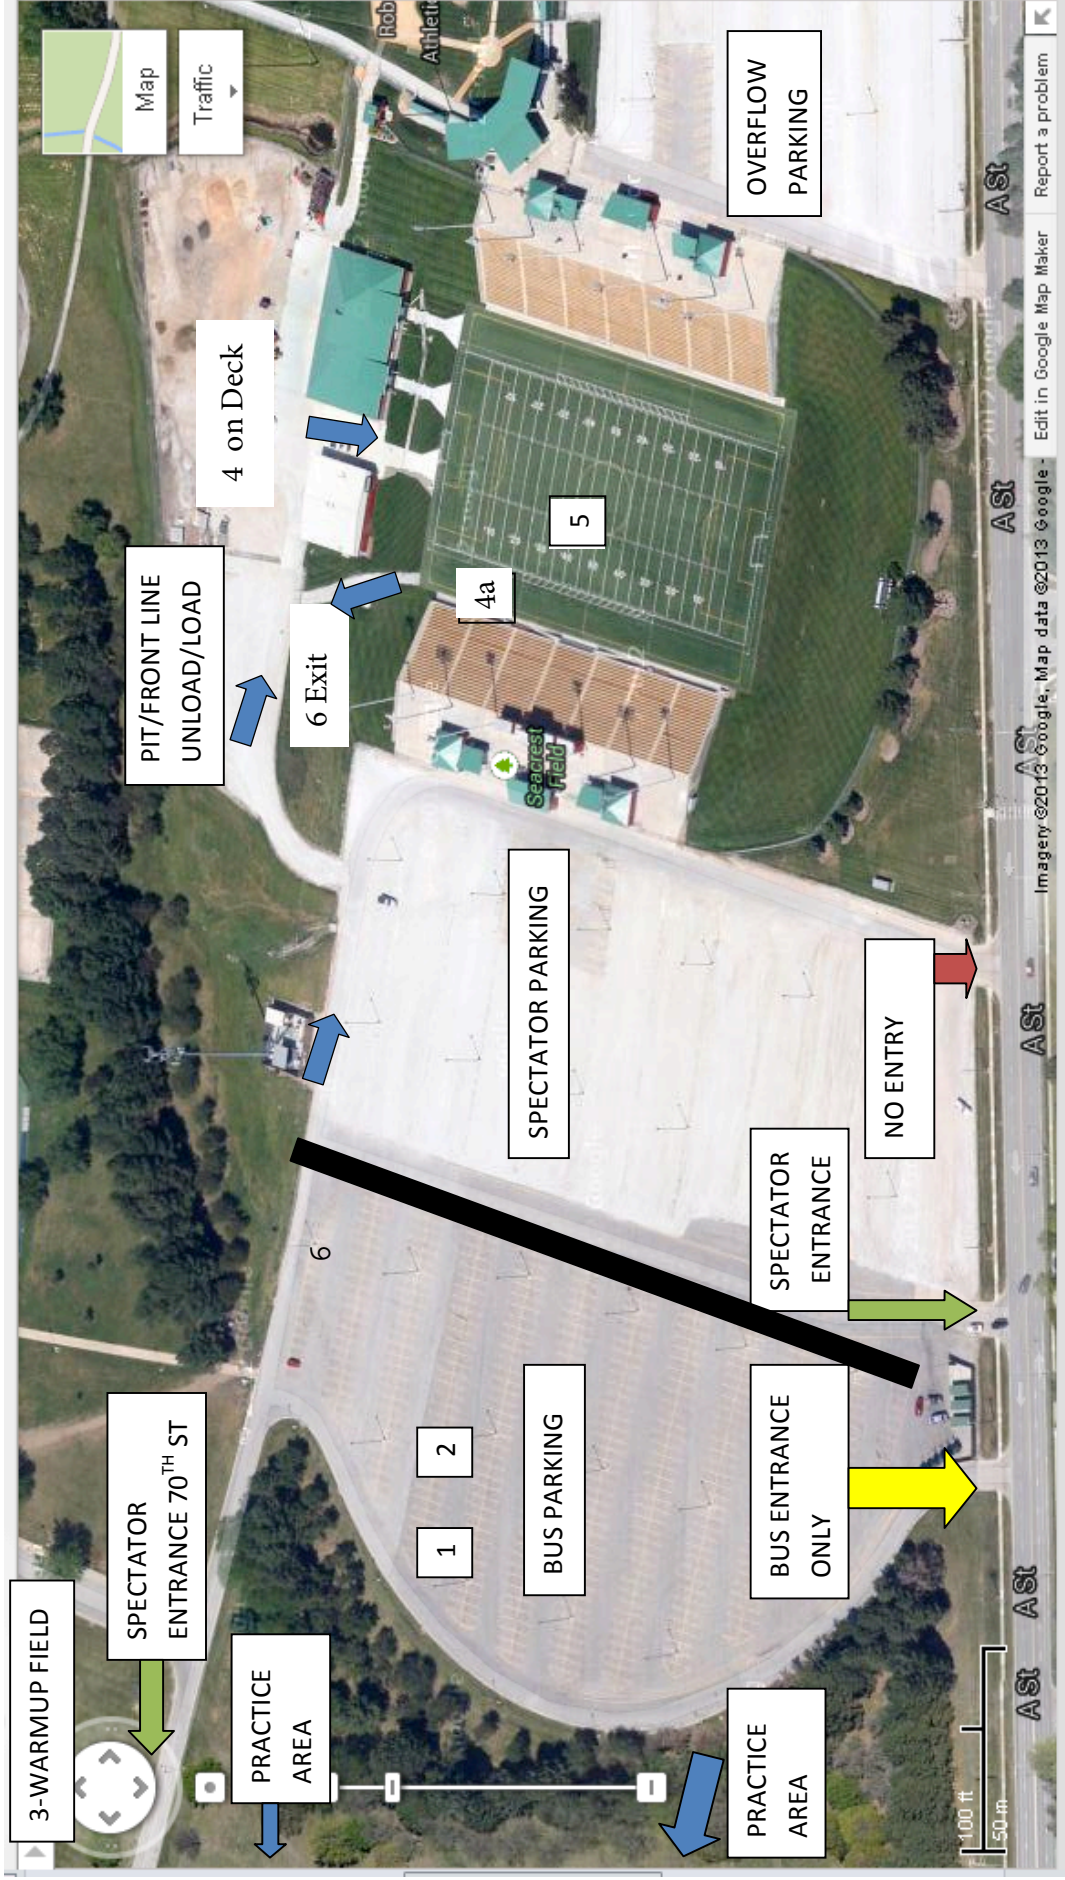 3-WARMUP FIELD
SPECTATOR
ENTRANCE 70TH ST
PRACTICE
AREA
PRACTICE
AREA
1
2
BUS PARKING
BUS ENTRANCE
ONLY
SPECTATOR
ENTRANCE
6
NO ENTRY
SPECTATOR PARKING
PIT/FRONT LINE
UNLOAD/LOAD
6 Exit
4a
4 on Deck
5
Seacrest
Field
OVERFLOW
PARKING
Map
Traffic
Rob
Athletic
100 ft
50 m
A St
A St
A St
A St
A St
A St
Imagery ©2013 Google, Map data ©2013 Google -
Edit in Google Map Maker
Report a problem